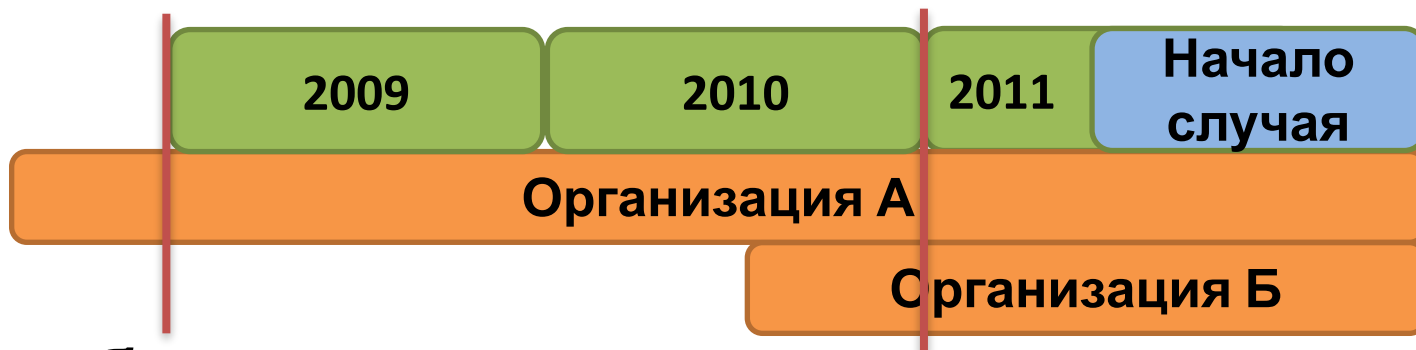 2009
2010
2011
Начало
случая
Организация А
Организация Б